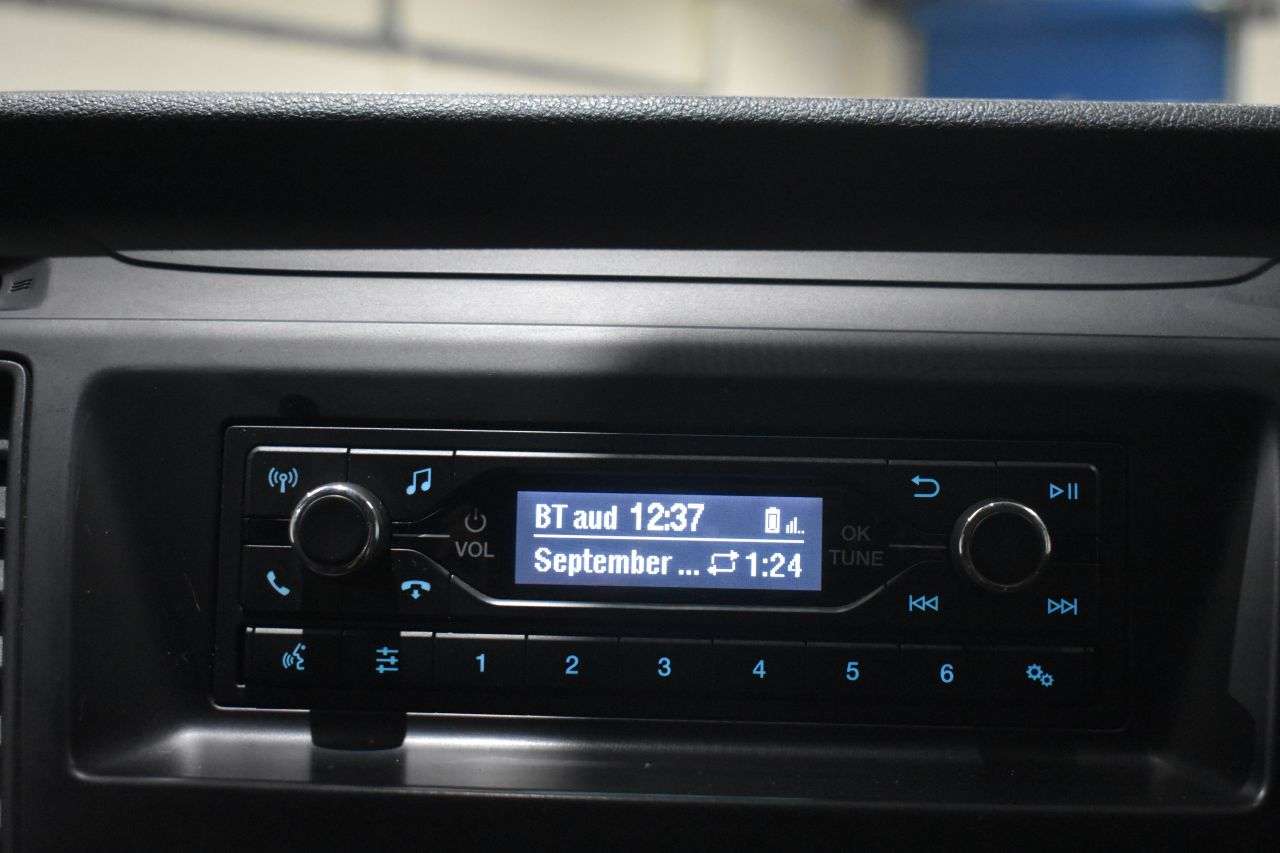 BT aud 12:37
September ... 1:24
VOL
OK
TUNE
1 2 3 4 5 6